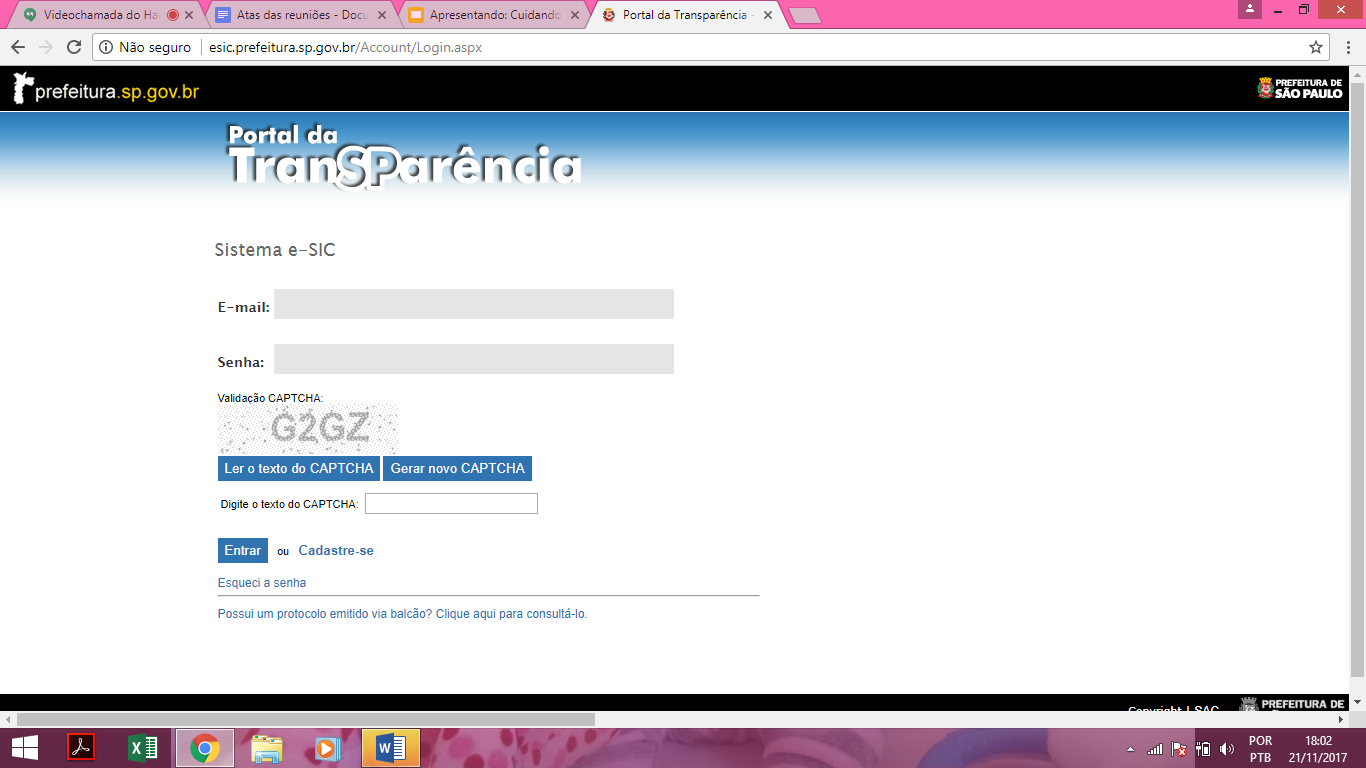 Videochamada do Ha
Atas das reuniões - Docu
Apresentando: Cuidando
Portal da Transparência -
Não seguro | esic.prefeitura.sp.gov.br/Account/Login.aspx
prefeitura.sp.gov.br
PREFEITURA DE
SÃO PAULO
Portal da
TranSParência
Sistema e-SIC
E-mail:
Senha:
Validação CAPTCHA:
G2GZ
Ler o texto do CAPTCHA
Gerar novo CAPTCHA
Digite o texto do CAPTCHA:
Entrar ou Cadastre-se
Esqueci a senha
Possui um protocolo emitido via balcão? Clique aqui para consultá-lo.
Copyright | SAC
PREFEITURA DE
POR
PTB
18:02
21/11/2017